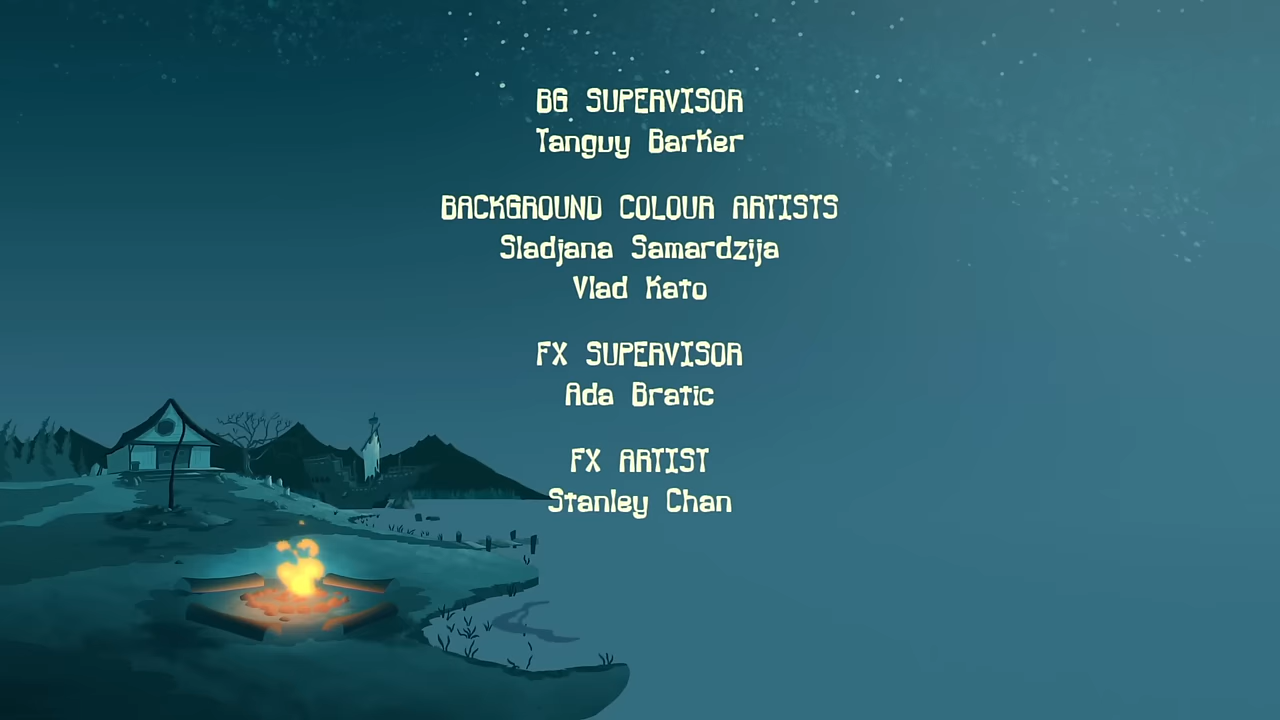 BG SUPERVISOR
Tanguy Barker
BACKGROUND COLOUR ARTISTS
Sladjana Samardzija
Vlad Kato
FX SUPERVISOR
Ada Bratic
FX ARTIST
Stanley Chan